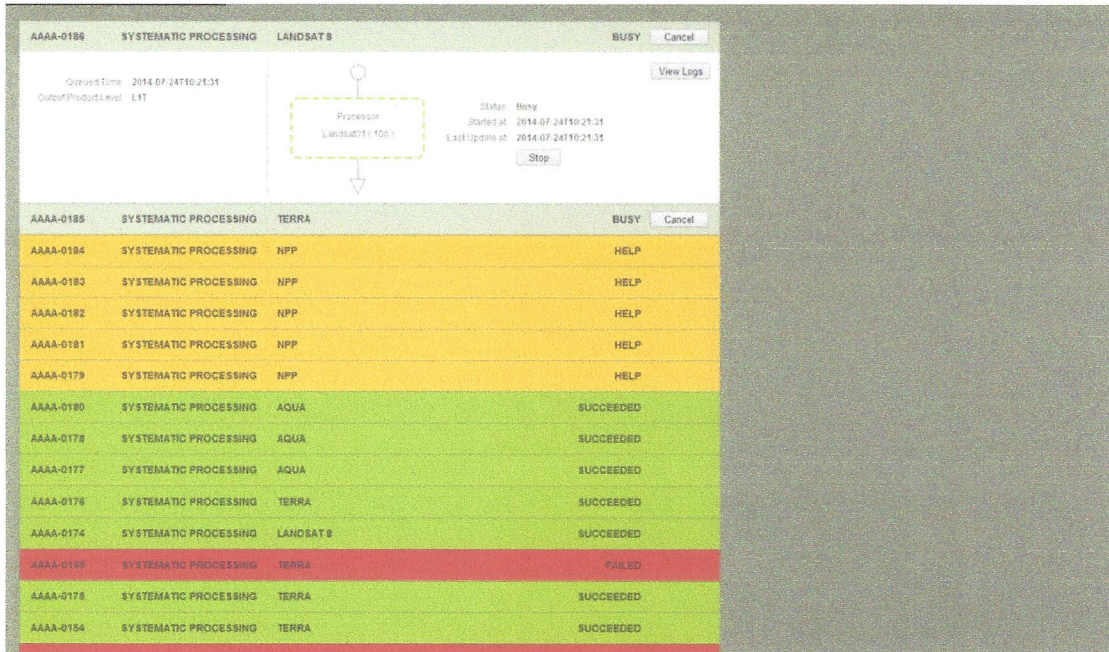 AAAA-0186 SYSTEMATIC PROCESSING LANDSAT 8 BUSY Cancel
View Logs
Queued Time 2014-07-24T10:21:31
Output Product Level L1T
Processor
Landsat01 ( 166 )
Status Busy
Started at 2014-07-24T10:21:31
Last Update at 2014-07-24T10:21:31
Stop
AAAA-0185 SYSTEMATIC PROCESSING TERRA BUSY Cancel
AAAA-0184 SYSTEMATIC PROCESSING NPP HELP
AAAA-0183 SYSTEMATIC PROCESSING NPP HELP
AAAA-0182 SYSTEMATIC PROCESSING NPP HELP
AAAA-0181 SYSTEMATIC PROCESSING NPP HELP
AAAA-0179 SYSTEMATIC PROCESSING NPP HELP
AAAA-0180 SYSTEMATIC PROCESSING AQUA SUCCEEDED
AAAA-0178 SYSTEMATIC PROCESSING AQUA SUCCEEDED
AAAA-0177 SYSTEMATIC PROCESSING AQUA SUCCEEDED
AAAA-0176 SYSTEMATIC PROCESSING TERRA SUCCEEDED
AAAA-0174 SYSTEMATIC PROCESSING LANDSAT 8 SUCCEEDED
SYSTEMATIC PROCESSING TERRA FAILED
AAAA-0175 SYSTEMATIC PROCESSING TERRA SUCCEEDED
AAAA-0154 SYSTEMATIC PROCESSING TERRA SUCCEEDED